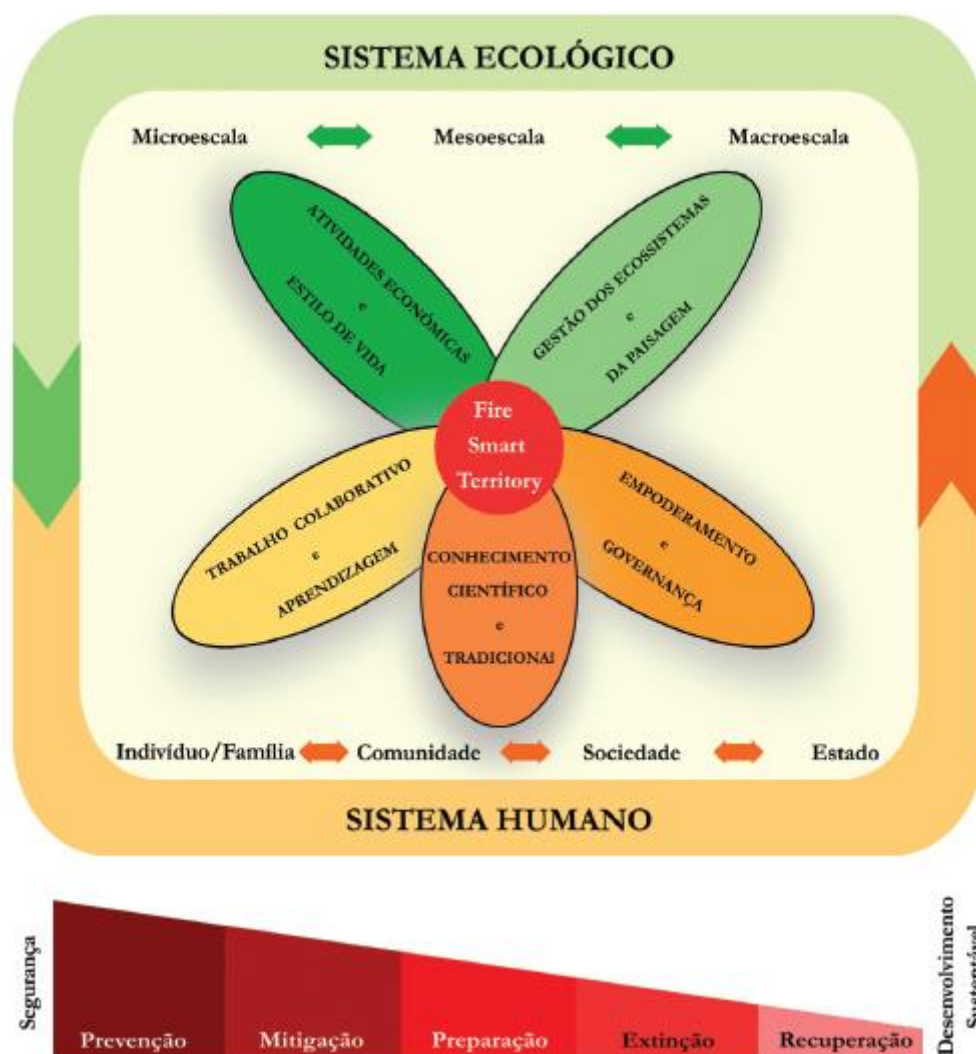 SISTEMA ECOLÓGICO
Microescala Mesoescala Macroescala
ATIVIDADES ECONÔMICAS
e
ESTILO DE VIDA
GESTÃO DOS ECOSSISTEMAS
e
DA PAISAGEM
Fire
Smart
Territory
TRABALHO COLABORATIVO
e
APRENDIZAGEM
CONHECIMENTO
CIENTÍFICO
e
TRADICIONAl
EMPODERAMENTO
e
GOVERNANÇA
Indivíduo/Família Comunidade Sociedade Estado
SISTEMA HUMANO
Segurança
Prevenção Mitigação Preparação Extinção Recuperação
Desenvolvimento
Sustentável